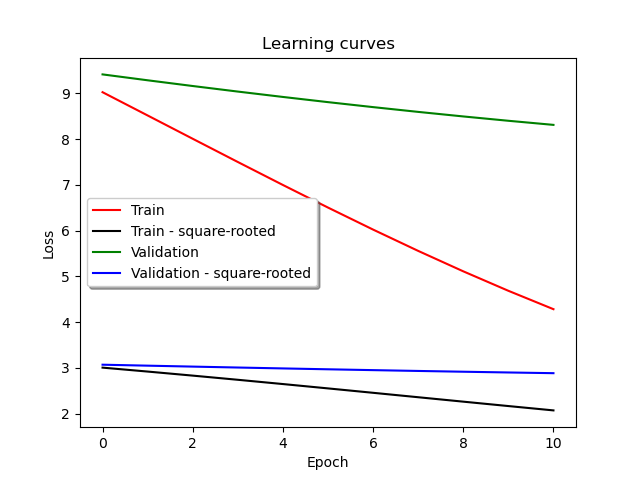 Learning curves
9
8
7
6
5
4
3
2
Loss
Train
Train - square-rooted
Validation
Validation - square-rooted
0 2 4 6 8 10
Epoch